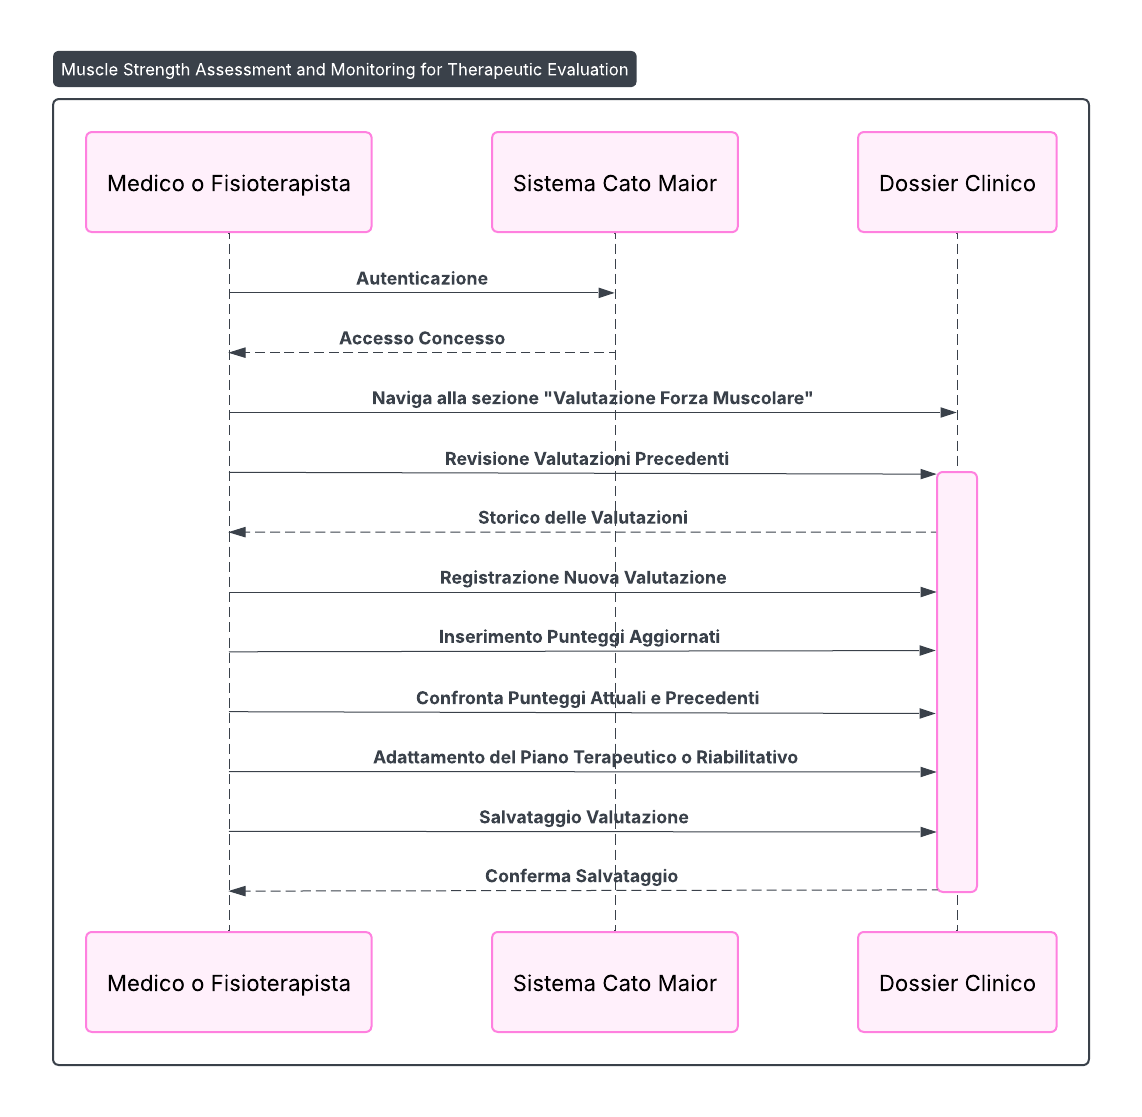 Muscle Strength Assessment and Monitoring for Therapeutic Evaluation
Medico o Fisioterapista
Sistema Cato Maior
Dossier Clinico
Autenticazione
Accesso Concesso
Naviga alla sezione "Valutazione Forza Muscolare"
Revisione Valutazioni Precedenti
Storico delle Valutazioni
Registrazione Nuova Valutazione
Inserimento Punteggi Aggiornati
Confronta Punteggi Attuali e Precedenti
Adattamento del Piano Terapeutico o Riabilitativo
Salvataggio Valutazione
Conferma Salvataggio
Medico o Fisioterapista
Sistema Cato Maior
Dossier Clinico